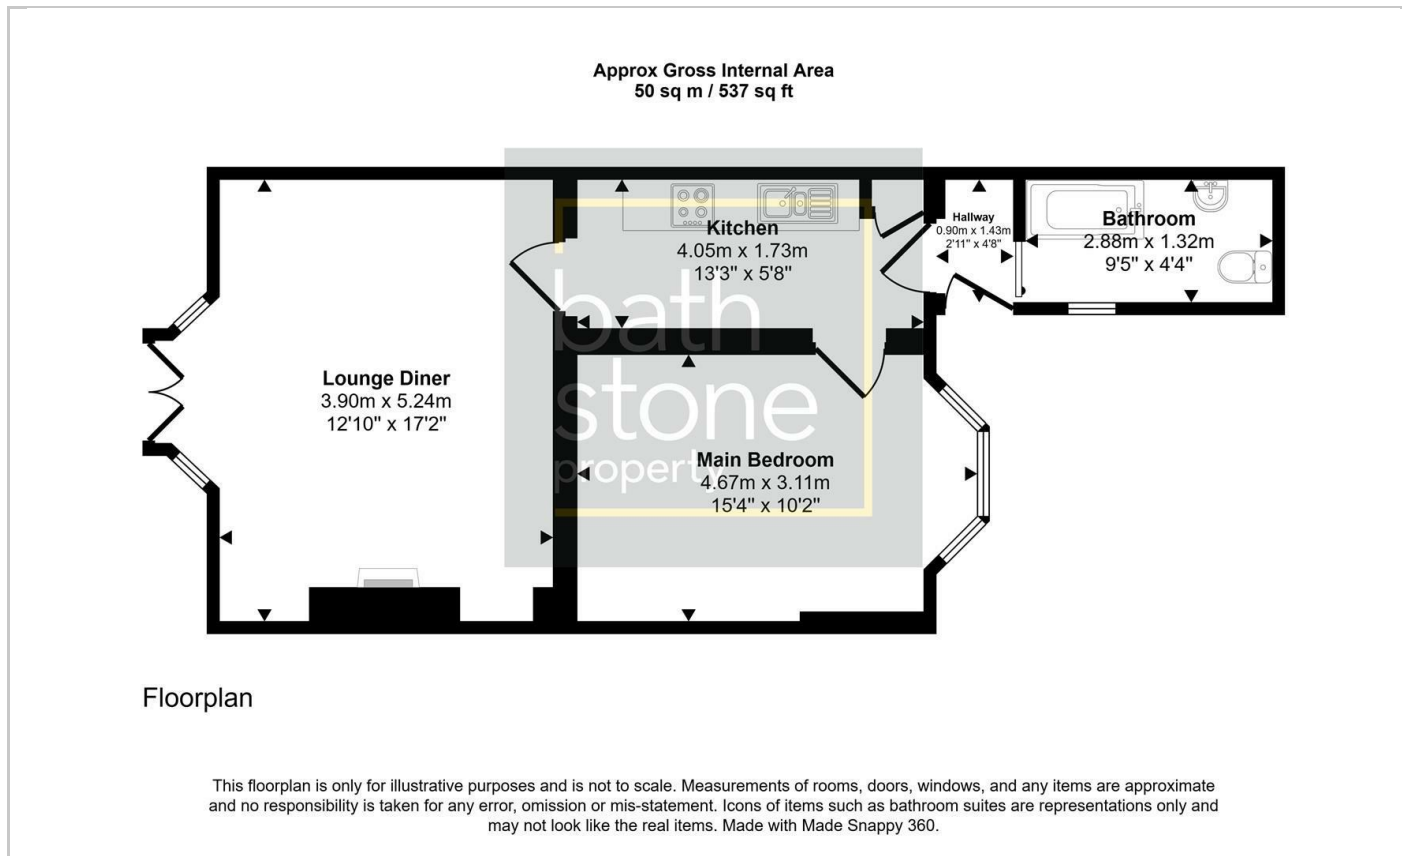 Approx Gross Internal Area
50 sq m / 537 sq ft
Kitchen
4.05m x 1.73m
13'3" x 5'8"
Hallway
0.90m x 1.43m
2'11" x 4'8"
Bathroom
2.88m x 1.32m
9'5" x 4'4"
Lounge Diner
3.90m x 5.24m
12'10" x 17'2"
bath
stone
property
Main Bedroom
4.67m x 3.11m
15'4" x 10'2"
Floorplan
This floorplan is only for illustrative purposes and is not to scale. Measurements of rooms, doors, windows, and any items are approximate
and no responsibility is taken for any error, omission or mis-statement. Icons of items such as bathroom suites are representations only and
may not look like the real items. Made with Made Snappy 360.